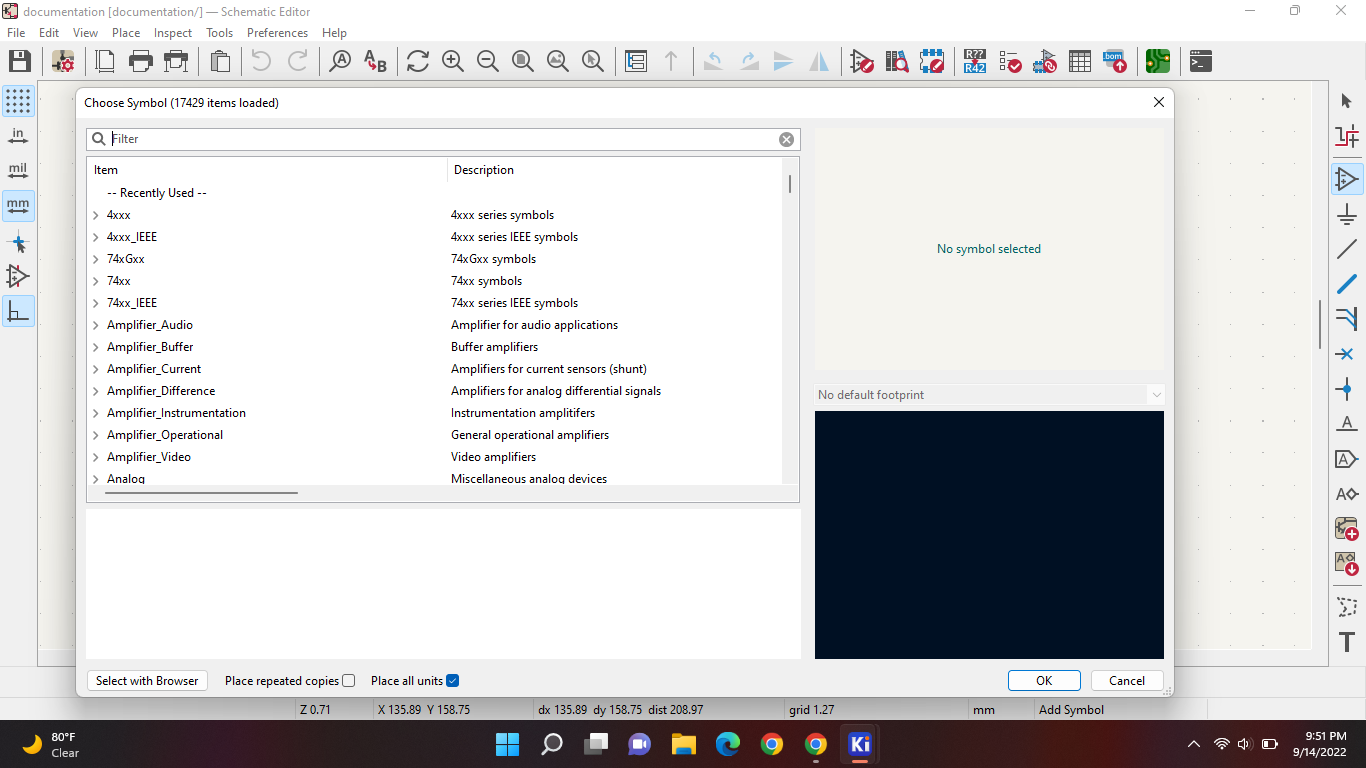 documentation [documentation/] — Schematic Editor
File Edit View Place Inspect Tools Preferences Help
A
A
B
R??
R42
bom
Choose Symbol (17429 items loaded)
in
mil
mm
Filter
Item Description
-- Recently Used --
4xxx 4xxx series symbols
4xxx_IEEE 4xxx series IEEE symbols
74xGxx 74xGxx symbols
74xx 74xx symbols
74xx_IEEE 74xx series IEEE symbols
Amplifier_Audio Amplifier for audio applications
Amplifier_Buffer Buffer amplifiers
Amplifier_Current Amplifiers for current sensors (shunt)
Amplifier_Difference Amplifiers for analog differential signals
Amplifier_Instrumentation Instrumentation amplitifers
Amplifier_Operational General operational amplifiers
Amplifier_Video Video amplifiers
Analog Miscellaneous analog devices
No symbol selected
No default footprint
A
A
A
A
T
Select with Browser Place repeated copies Place all units OK Cancel
Z 0.71 X 135.89 Y 158.75 dx 135.89 dy 158.75 dist 208.97 grid 1.27 mm Add Symbol
80°F
Clear
Ki
9:51 PM
9/14/2022